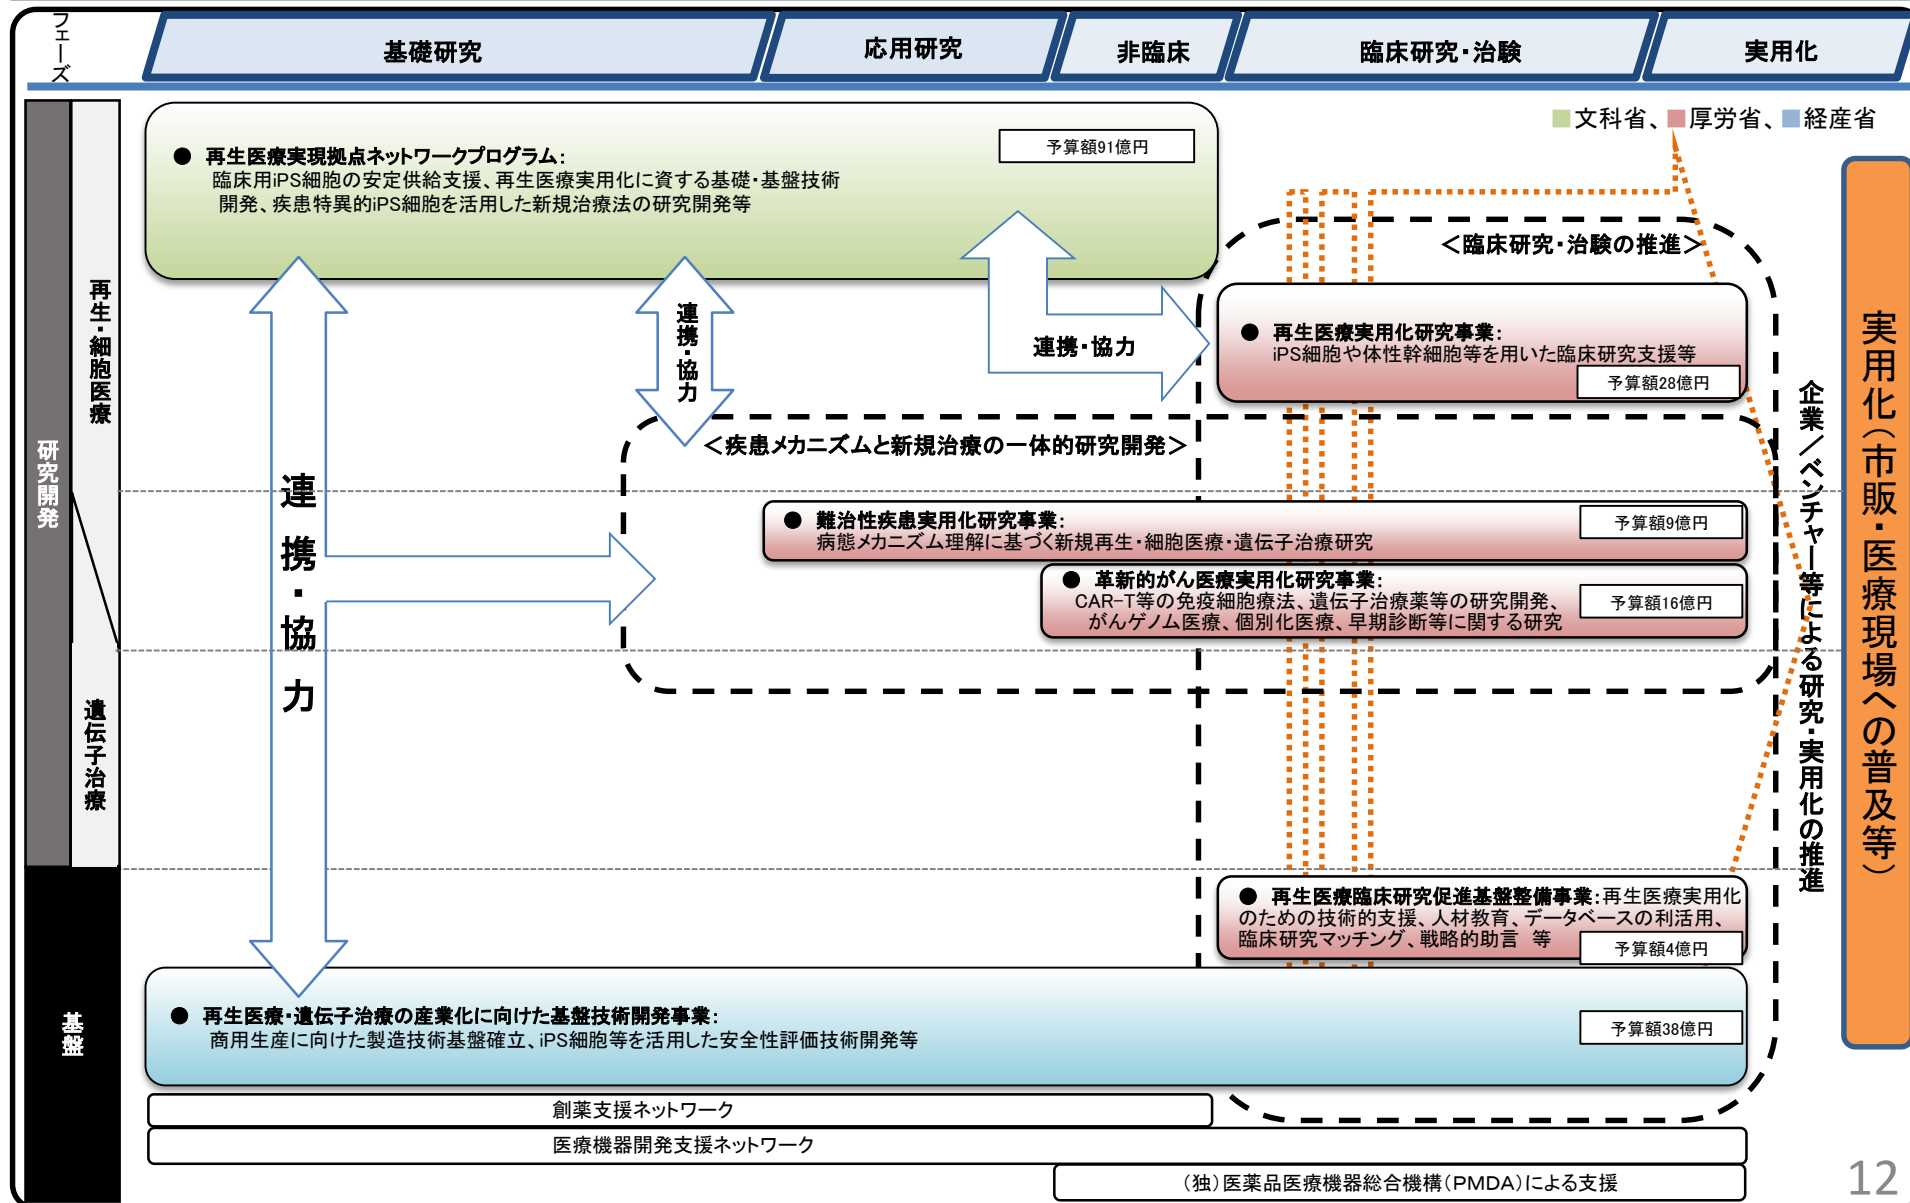 フェーズ
基礎研究
応用研究
非臨床
臨床研究・治験
実用化
■文科省、■厚労省、■経産省
研究開発
再生・細胞医療
遺伝子治療
基盤
● 再生医療実現拠点ネットワークプログラム：
予算額91億円
臨床用iPS細胞の安定供給支援、再生医療実用化に資する基礎・基盤技術
開発、疾患特異的iPS細胞を活用した新規治療法の研究開発等
連携・協力
連携・協力
連携・協力
＜臨床研究・治験の推進＞
● 再生医療実用化研究事業：
iPS細胞や体性幹細胞等を用いた臨床研究支援等
予算額28億円
＜疾患メカニズムと新規治療の一体的研究開発＞
● 難治性疾患実用化研究事業：
病態メカニズム理解に基づく新規再生・細胞医療・遺伝子治療研究
予算額9億円
● 革新的がん医療実用化研究事業：
CAR-T等の免疫細胞療法、遺伝子治療薬等の研究開発、
がんゲノム医療、個別化医療、早期診断等に関する研究
予算額16億円
● 再生医療臨床研究促進基盤整備事業：再生医療実用化
のための技術的支援、人材教育、データベースの利活用、
臨床研究マッチング、戦略的助言 等
予算額4億円
● 再生医療・遺伝子治療の産業化に向けた基盤技術開発事業：
商用生産に向けた製造技術基盤確立、iPS細胞等を活用した安全性評価技術開発等
予算額38億円
企業／ベンチャー等による研究・実用化の推進
実用化（市販・医療現場への普及等）
創薬支援ネットワーク
医療機器開発支援ネットワーク
（独）医薬品医療機器総合機構（PMDA）による支援
12